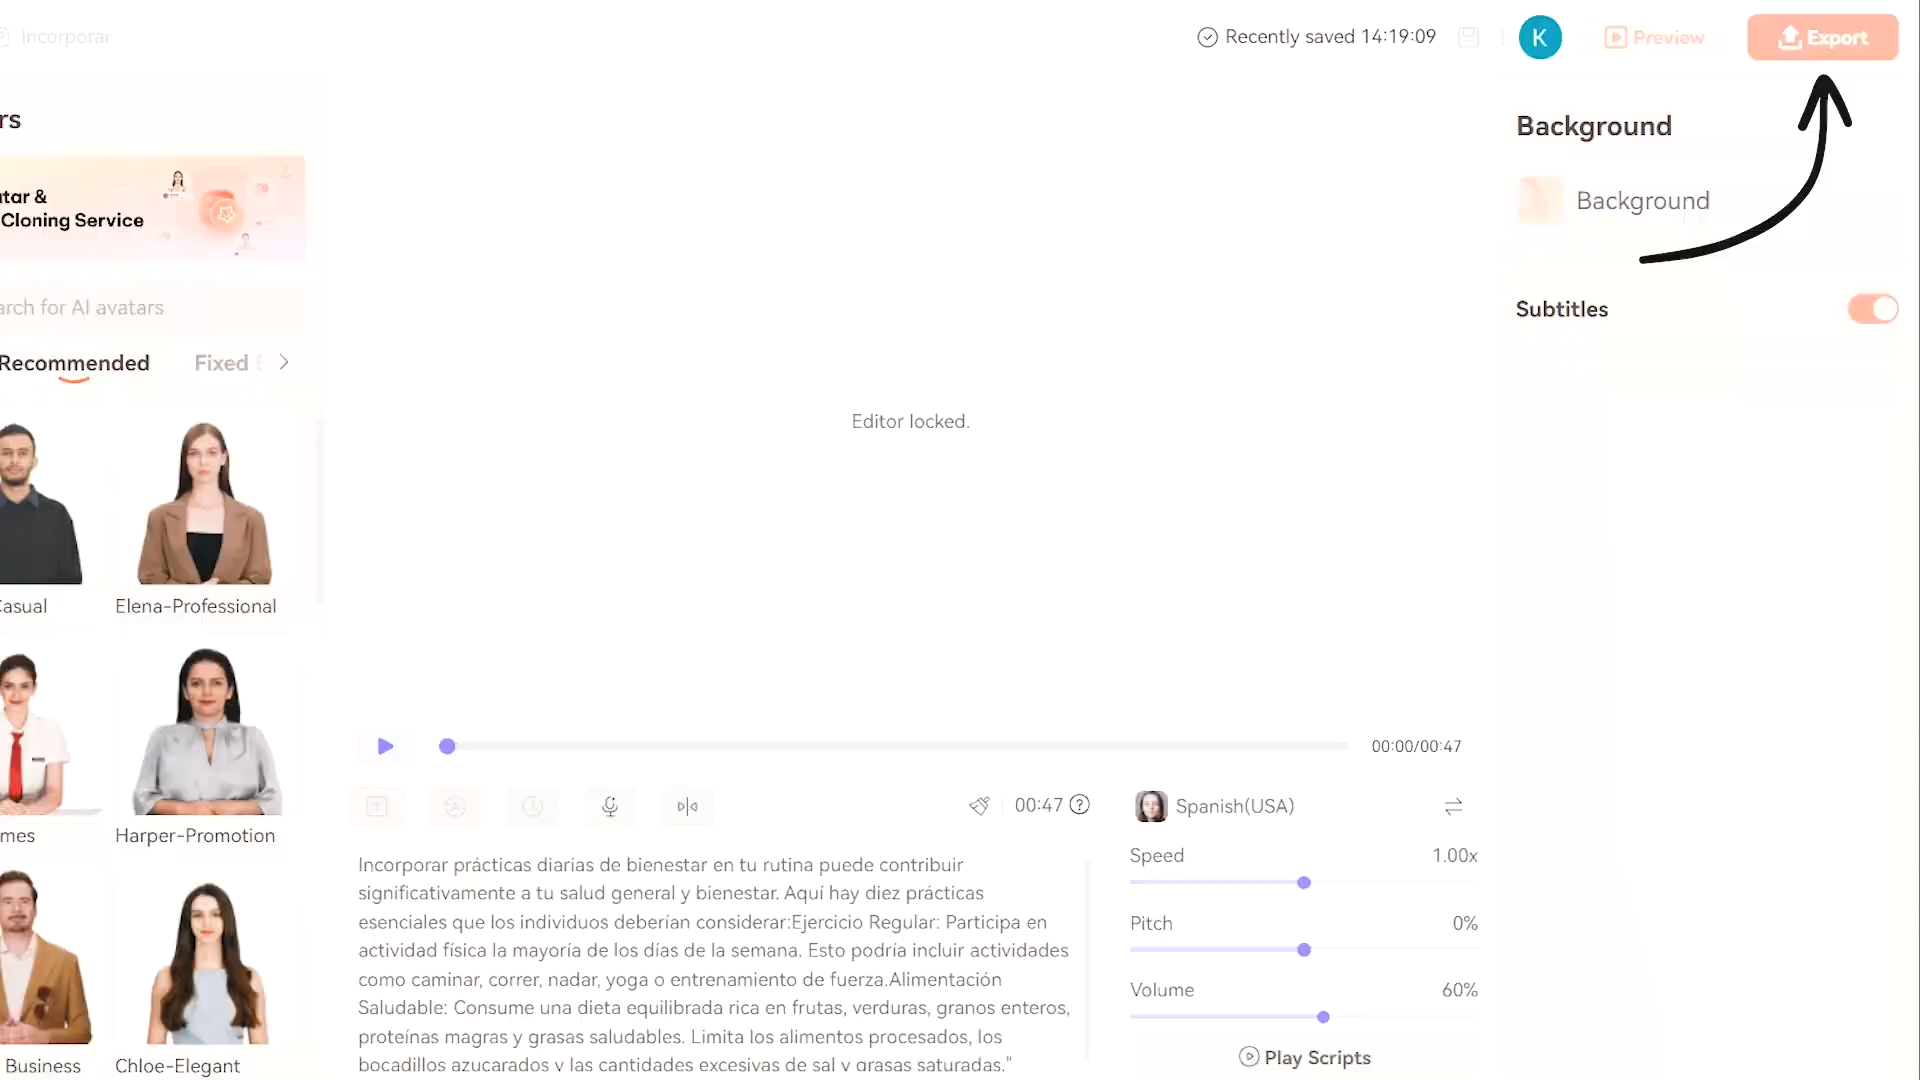 Incorporar
Recently saved 14:19:09
K
Preview
Export
rs
tar &
Cloning Service
arch for AI avatars
Recommended
Fixed
Casual
Elena-Professional
mes
Harper-Promotion
Business
Chloe-Elegant
Editor locked.
00:00/00:47
00:47
Incorporar prácticas diarias de bienestar en tu rutina puede contribuir
significativamente a tu salud general y bienestar. Aquí hay diez prácticas
esenciales que los individuos deberían considerar:Ejercicio Regular: Participa en
actividad física la mayoría de los días de la semana. Esto podría incluir actividades
como caminar, correr, nadar, yoga o entrenamiento de fuerza.Alimentación
Saludable: Consume una dieta equilibrada rica en frutas, verduras, granos enteros,
proteínas magras y grasas saludables. Limita los alimentos procesados, los
bocadillos azucarados y las cantidades excesivas de sal y grasas saturadas."
Spanish(USA)
Speed 1.00x
Pitch 0%
Volume 60%
Play Scripts
Background
Background
Subtitles